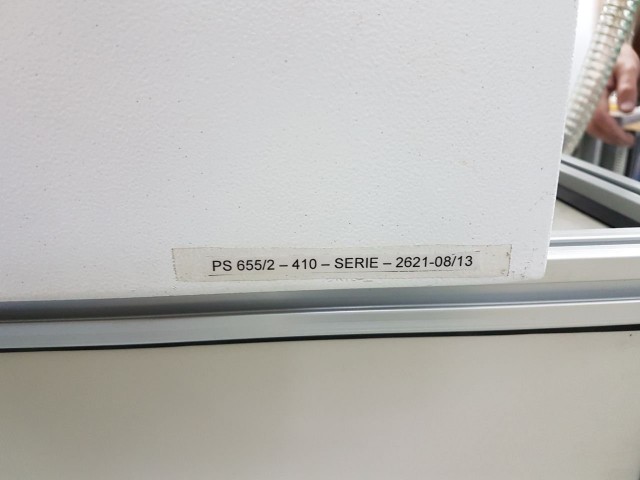 PS 655/2 – 410 – SERIE – 2621-08/13